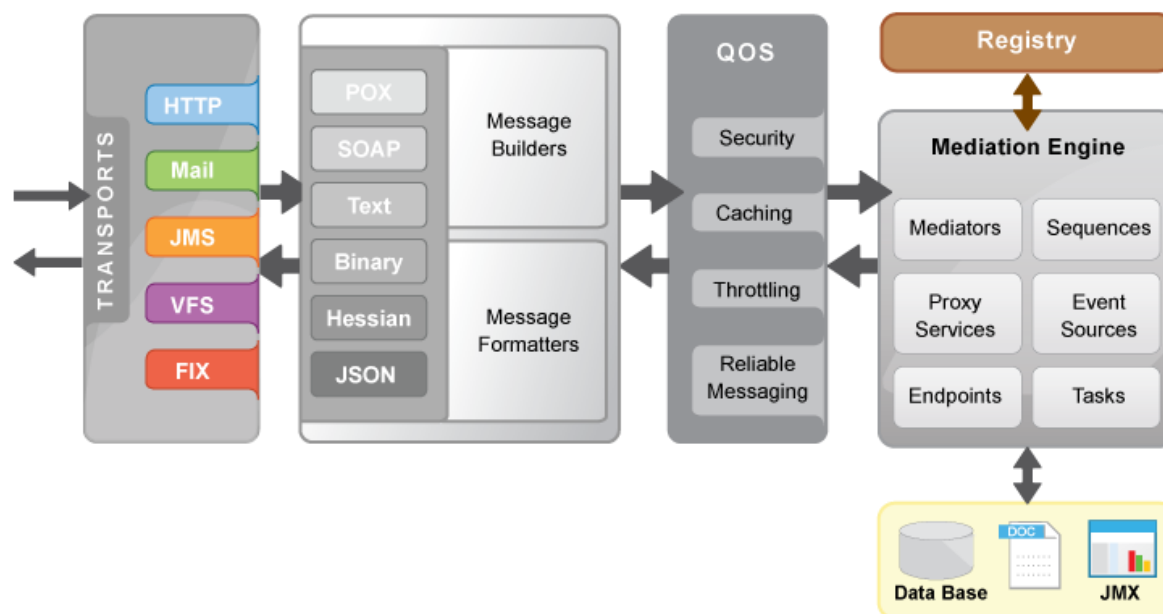 TRANSPORTS
HTTP
Mail
JMS
VFS
FIX
POX
SOAP
Text
Binary
Hessian
JSON
Message
Builders
Message
Formatters
QOS
Security
Caching
Throttling
Reliable
Messaging
Registry
Mediation Engine
Mediators
Sequences
Proxy
Services
Event
Sources
Endpoints
Tasks
DOC
Data Base
JMX